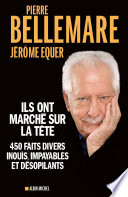 PIERRE
BELLEMARE
JÉRÔME EQUER
ILS ONT
MARCHÉ SUR
LA TÊTE
450 FAITS DIVERS
INOUÏS, IMPAYABLES
ET DÉSOPILANTS
ALBIN MICHEL